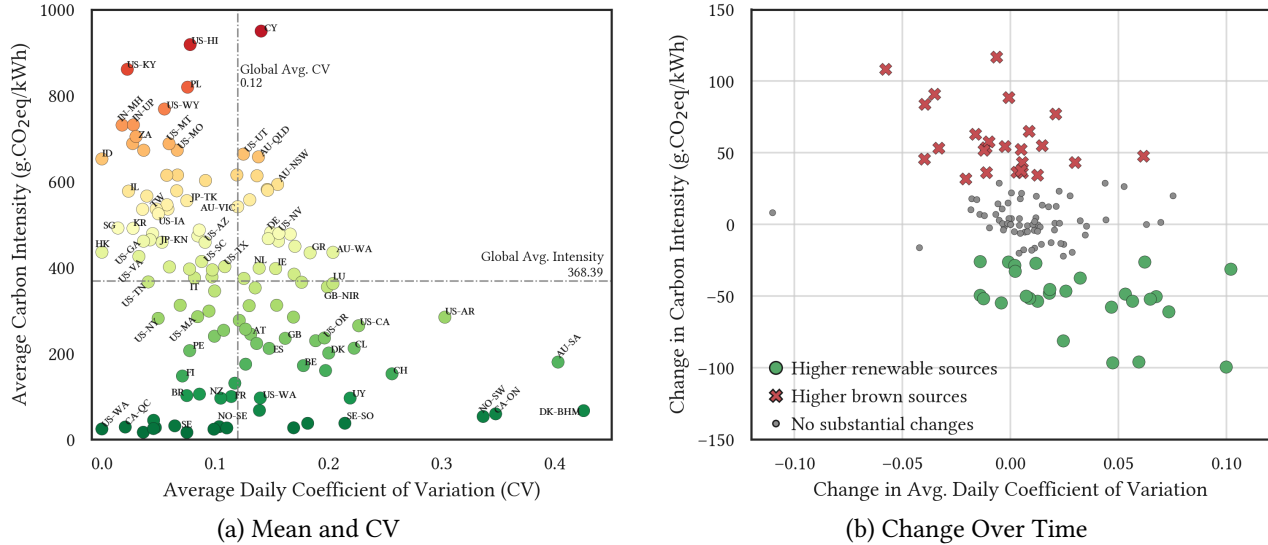 1000
800
600
400
200
0
0.0
0.1
0.2
0.3
0.4
Average Carbon Intensity (g.CO2eq/kWh)
Average Daily Coefficient of Variation (CV)
CY
US-HI
US-KY
PL
Global Avg. CV
0.12
US-WY
IN-MH
IN-UP
ZA
US-MT
US-MO
ID
US-UT
AU-QLD
AU-NSW
IL
TW
JP-TK
AU-VIC
SG
KR
US-IA
US-AZ
DE
US-NV
HK
US-GA
JP-KN
US-SC
US-TX
GR
AU-WA
US-VA
NL
IE
Global Avg. Intensity
368.39
US-TN
IT
LU
GB-NIR
US-NY
US-MA
US-AR
US-CA
AT
GB
US-OR
PE
ES
DK
CL
BE
AU-SA
FI
CH
BR
NZ
FR
US-WA
UY
US-WA
CA-QC
SE
NO-SE
SE-SO
NO-SW
CA-ON
DK-BHM
(a) Mean and CV
150
100
50
0
−50
−100
−150
−0.10
−0.05
0.00
0.05
0.10
Change in Carbon Intensity (g.CO2eq/kWh)
Change in Avg. Daily Coefficient of Variation
Higher renewable sources
Higher brown sources
No substantial changes
(b) Change Over Time